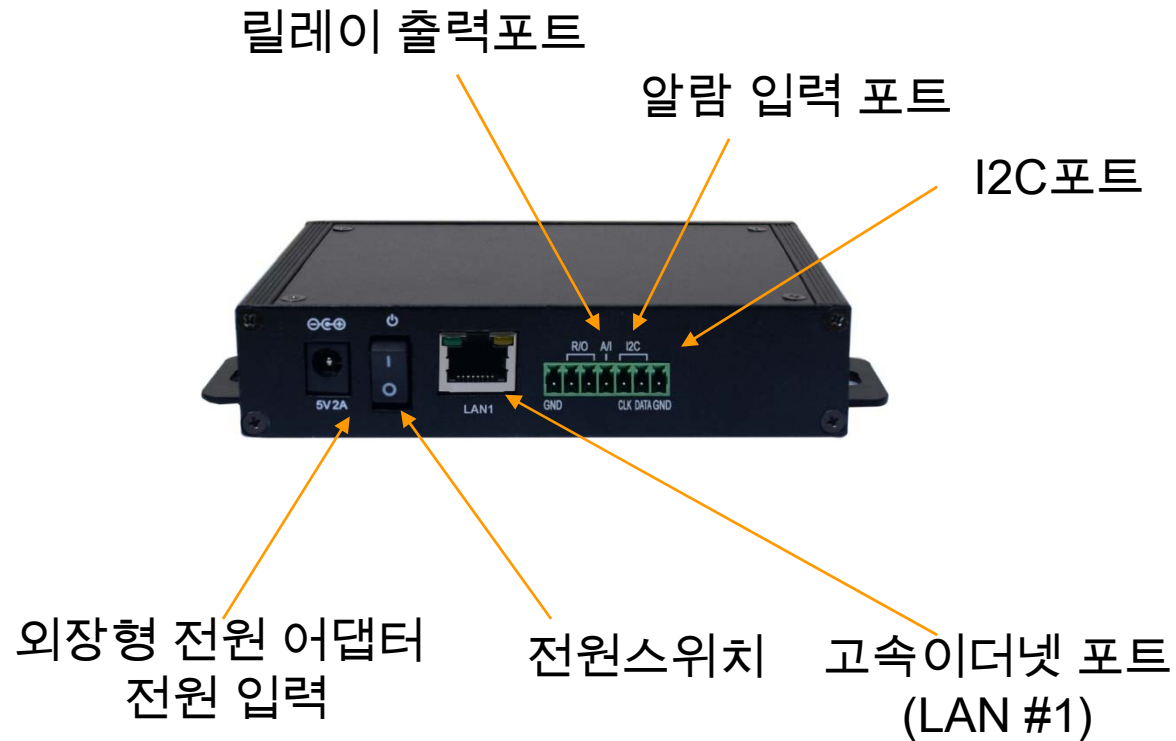 릴레이 출력포트
알람 입력 포트
I2C포트
R/O A/I I2C
5V 2A
LAN1
GND
CLK DATA GND
외장형 전원 어댑터
전원 입력
전원스위치
고속이더넷 포트
(LAN #1)